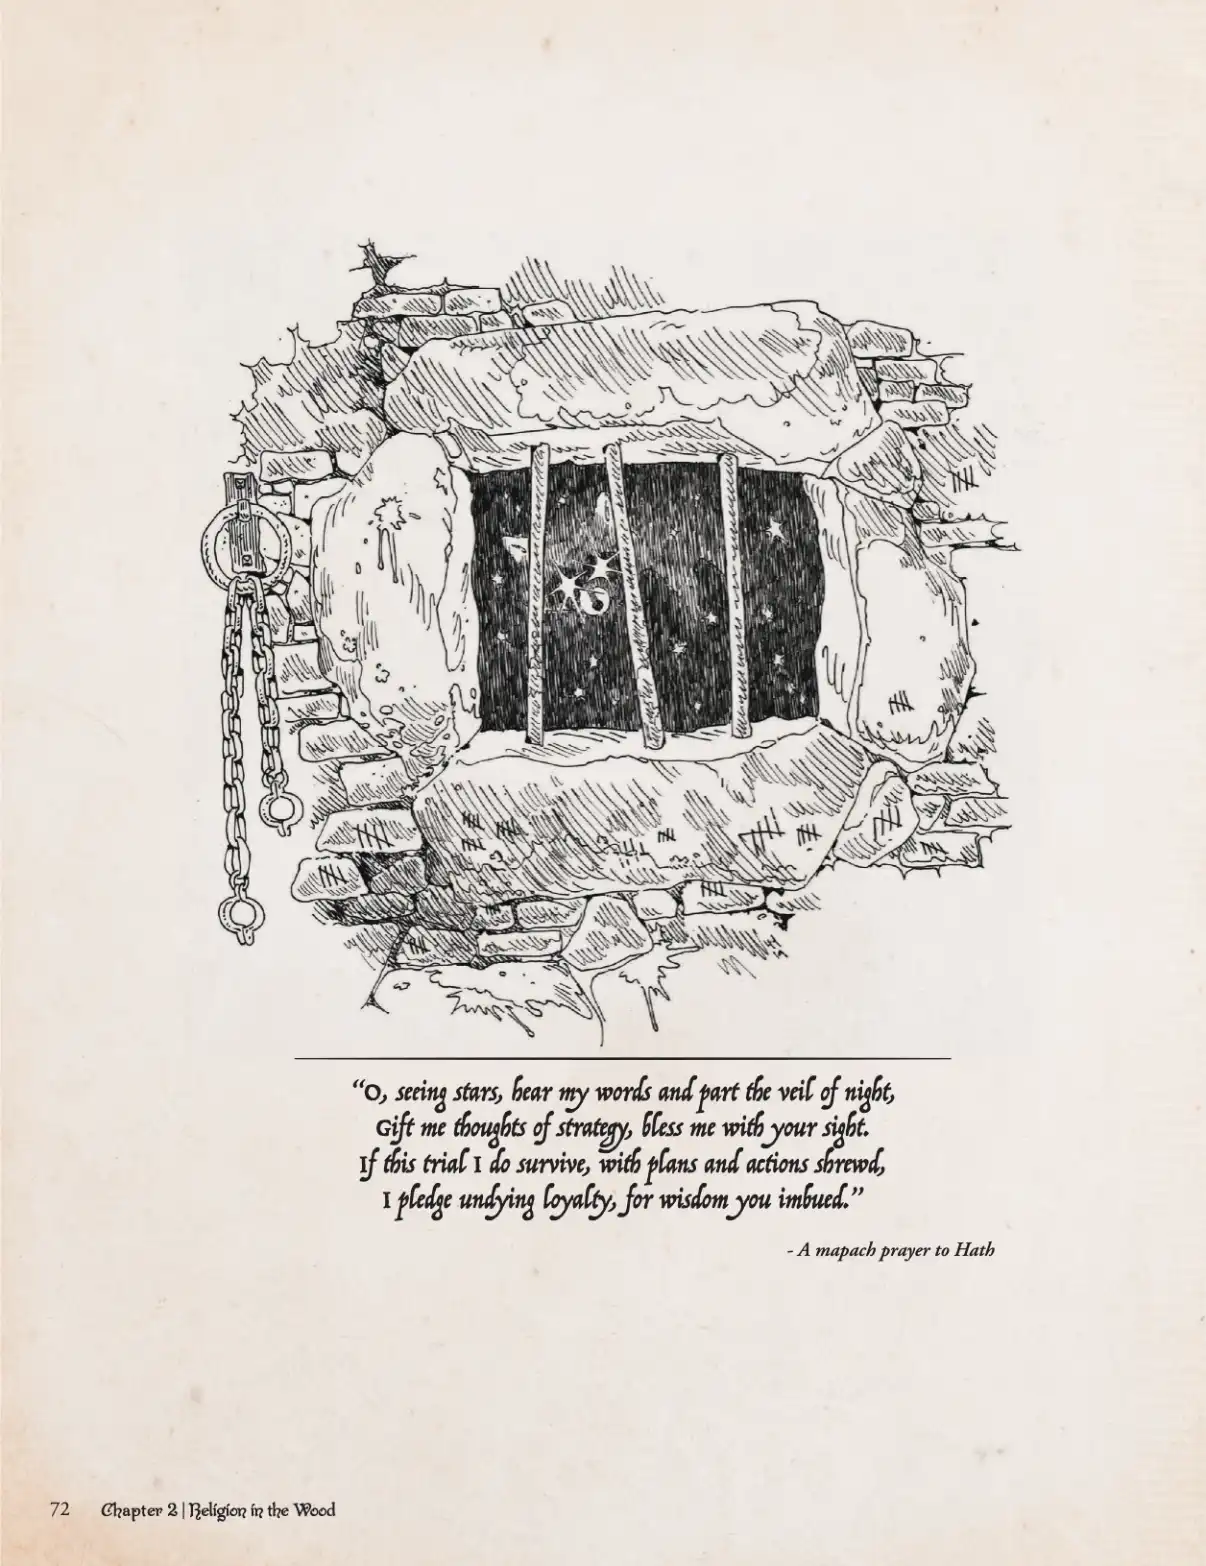 “O, seeing stars, hear my words and part the veil of night,
Gift me thoughts of strategy, bless me with your sight.
If this trial I do survive, with plans and actions shrewd,
I pledge undying loyalty, for wisdom you imbued.”
- A mapach prayer to Hath
72 Chapter 2 | Religion in the Wood